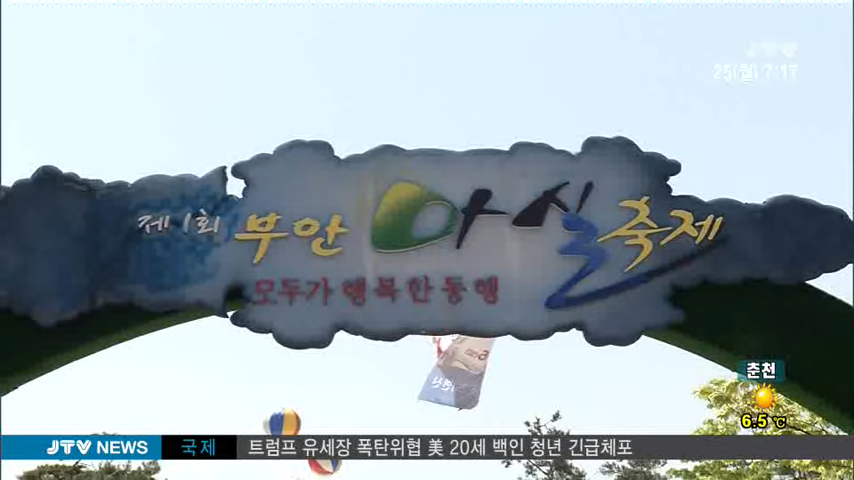 JTV
25(월) 7:17
제1회 부안 마실축제
모두가 행복한 동행
춘천
6.5℃
JTV NEWS 국제 트럼프 유세장 폭탄위협 美 20세 백인 청년 긴급체포